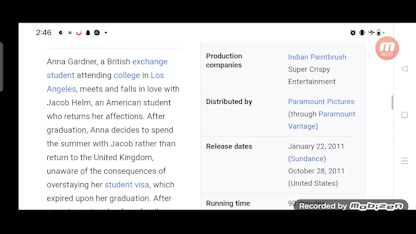 2:46
Anna Gardner, a British exchange
student attending college in Los
Angeles, meets and falls in love with
Jacob Helm, an American student
who returns her affections. After
graduation, Anna decides to spend
the summer with Jacob rather than
return to the United Kingdom,
unaware of the consequences of
overstaying her student visa, which
expired upon her graduation. After
Production
companies
Indian Paintbrush
Super Crispy
Entertainment
Distributed by
Paramount Pictures
(through Paramount
Vantage)
Release dates
January 22, 2011
(Sundance)
October 28, 2011
(United States)
Running time
Recorded by Mobizen